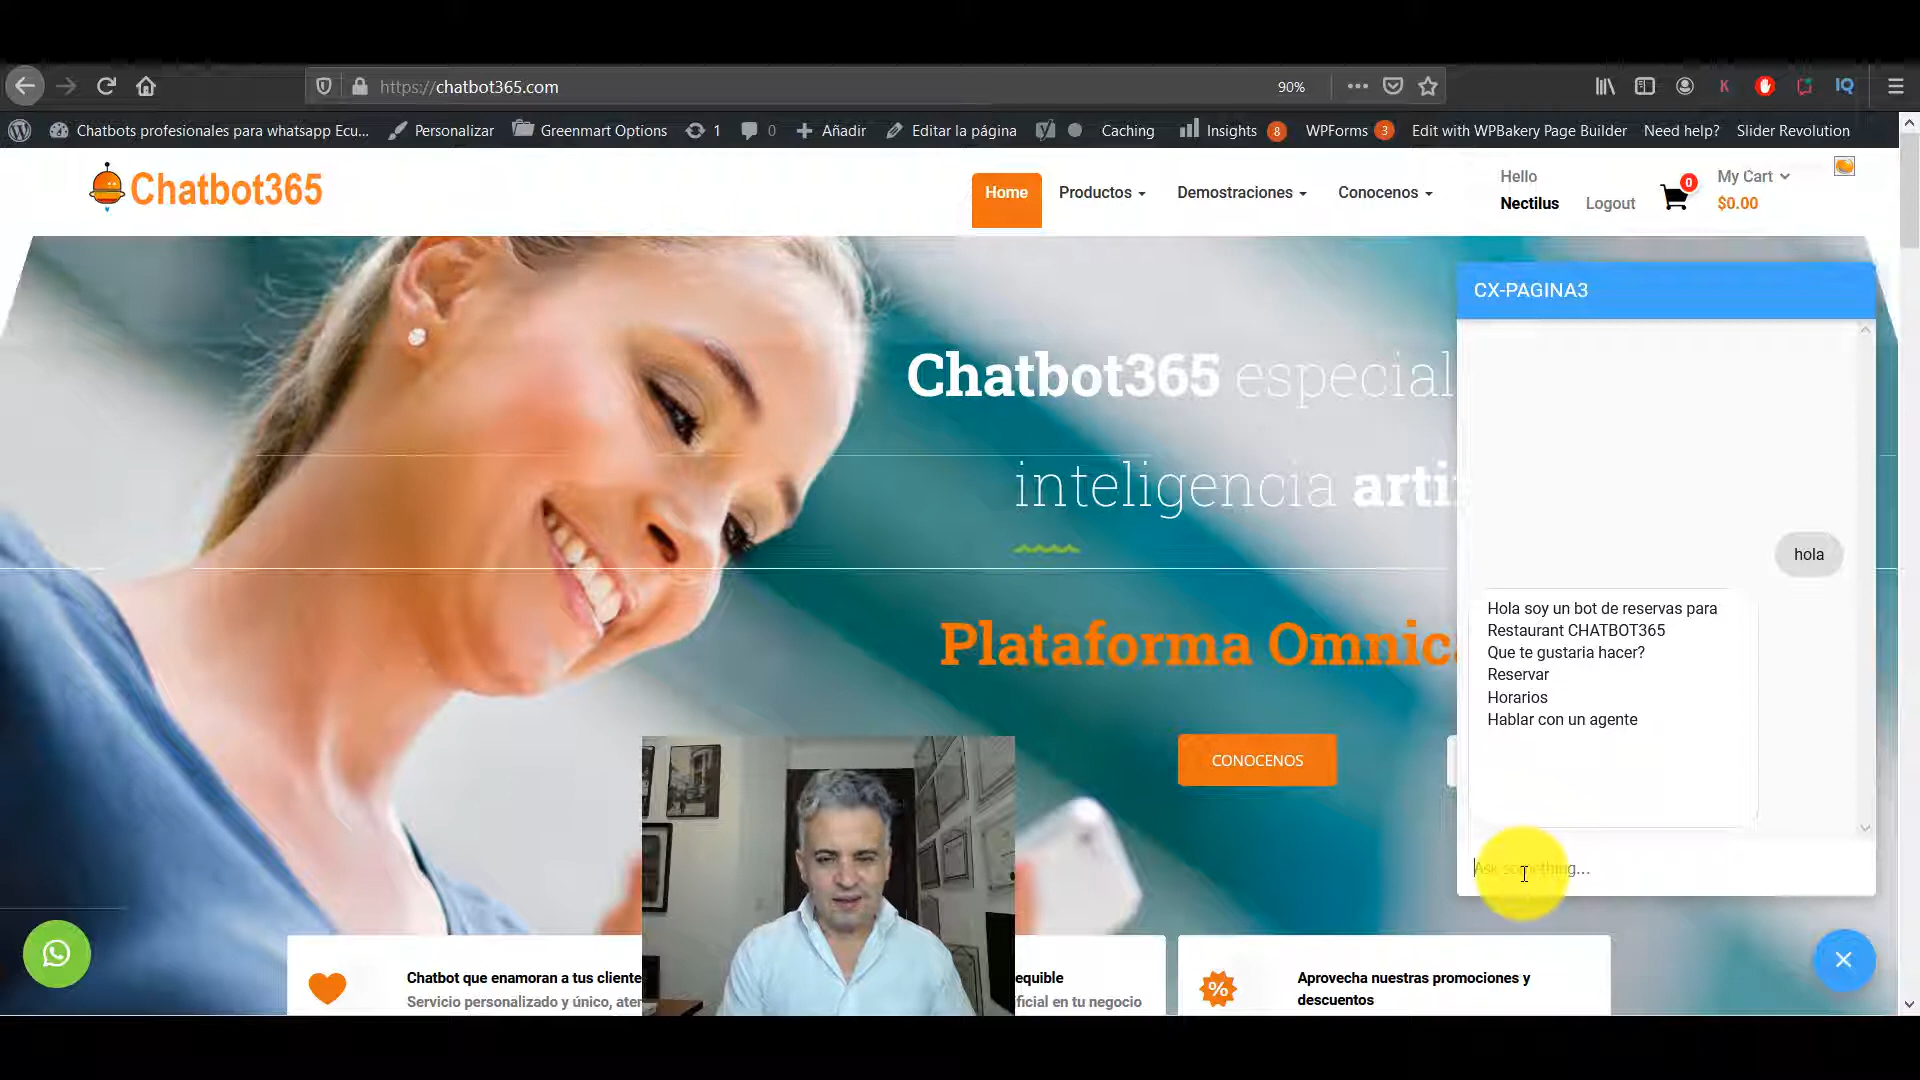 https://chatbot365.com
90%
Chatbots profesionales para whatsapp Ecu...
Personalizar
Greenmart Options
1
0
Añadir
Editar la página
Caching
Insights 8
WPForms 3
Edit with WPBakery Page Builder
Need help?
Slider Revolution
Chatbot365
Home
Productos
Demostraciones
Conocenos
Hello
Nectilus
Logout
0
My Cart
$0.00
CX-PAGINA3
Chatbot365 especial
inteligencia arti
Plataforma Omnic
CONOCENOS
hola
Hola soy un bot de reservas para
Restaurant CHATBOT365
Que te gustaria hacer?
Reservar
Horarios
Hablar con un agente
Ask something...
Chatbot que enamoran a tus cliente
Servicio personalizado y único, aten
equible
ficial en tu negocio
%
Aprovecha nuestras promociones y
descuentos